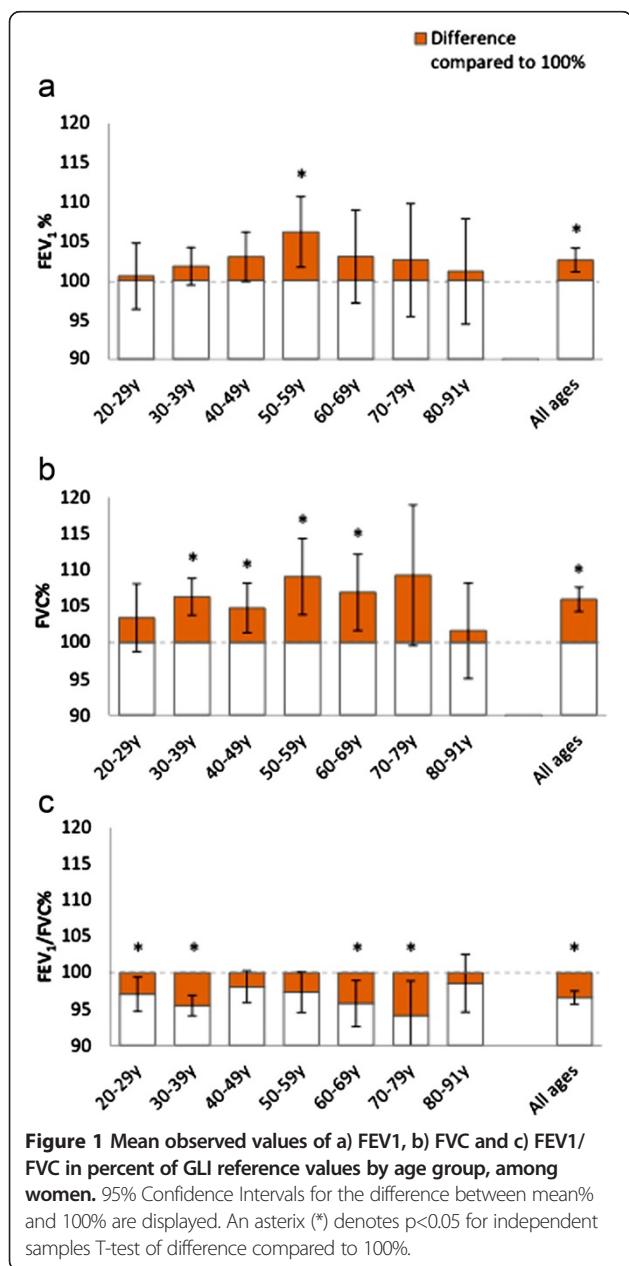 Difference
compared to 100%
a
120
115
110
105
100
95
90
FEV1 %
* *
20-29y 30-39y 40-49y 50-59y 60-69y 70-79y 80-91y All ages
b
120
115
110
105
100
95
90
FVC%
* * * * *
20-29y 30-39y 40-49y 50-59y 60-69y 70-79y 80-91y All ages
c
120
115
110
105
100
95
90
FEV1/FVC%
* * * * *
20-29y 30-39y 40-49y 50-59y 60-69y 70-79y 80-91y All ages
Figure 1 Mean observed values of a) FEV1, b) FVC and c) FEV1/
FVC in percent of GLI reference values by age group, among
women. 95% Confidence Intervals for the difference between mean%
and 100% are displayed. An asterix (*) denotes p<0.05 for independent
samples T-test of difference compared to 100%.